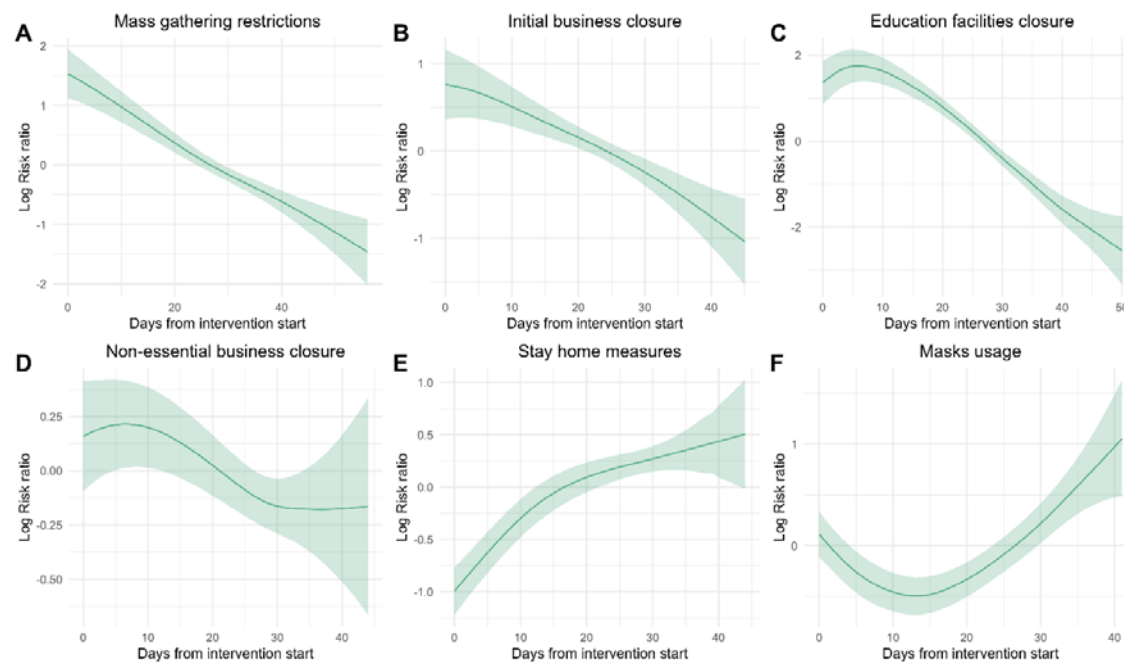 A Mass gathering restrictions
2
1
0
-1
-2
Log Risk ratio
0 20 40
Days from intervention start
B Initial business closure
1
0
-1
Log Risk ratio
0 10 20 30 40
Days from intervention start
C Education facilities closure
2
0
-2
Log Risk ratio
0 10 20 30 40 50
Days from intervention start
D Non-essential business closure
0.25
0.00
-0.25
-0.50
Log Risk ratio
0 10 20 30 40
Days from intervention start
E Stay home measures
1.0
0.5
0.0
-0.5
-1.0
Log Risk ratio
0 10 20 30 40
Days from intervention start
F Masks usage
1
0
Log Risk ratio
0 10 20 30 40
Days from intervention start